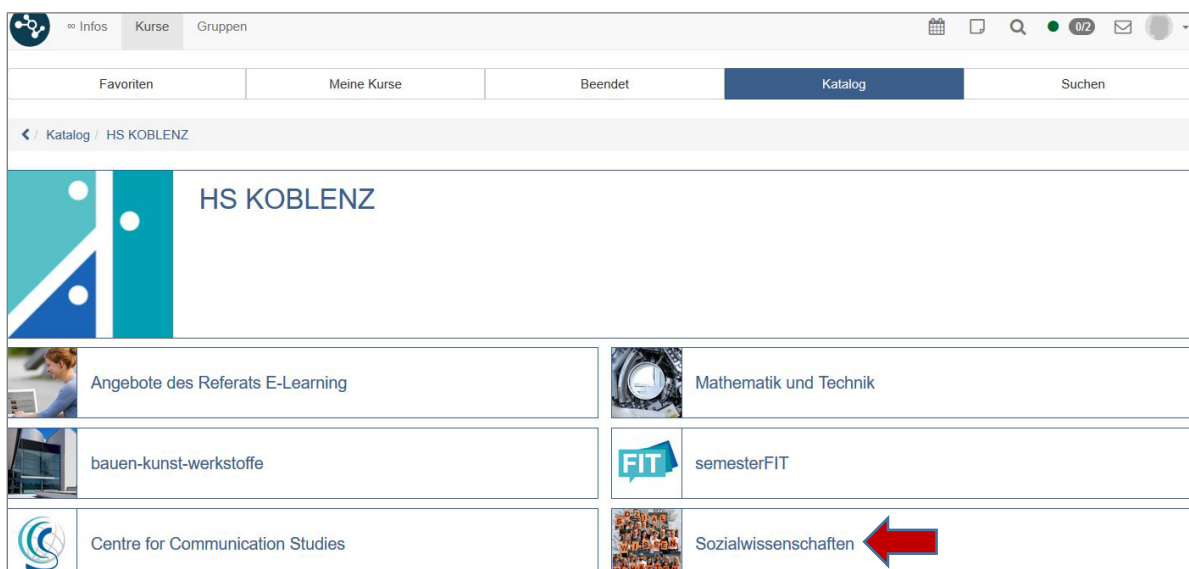 ∞ Infos Kurse Gruppen 0/2
Favoriten Meine Kurse Beendet Katalog Suchen
/ Katalog / HS KOBLENZ
HS KOBLENZ
Angebote des Referats E-Learning
Mathematik und Technik
bauen-kunst-werkstoffe
FIT semesterFIT
Centre for Communication Studies
Sozialwissenschaften